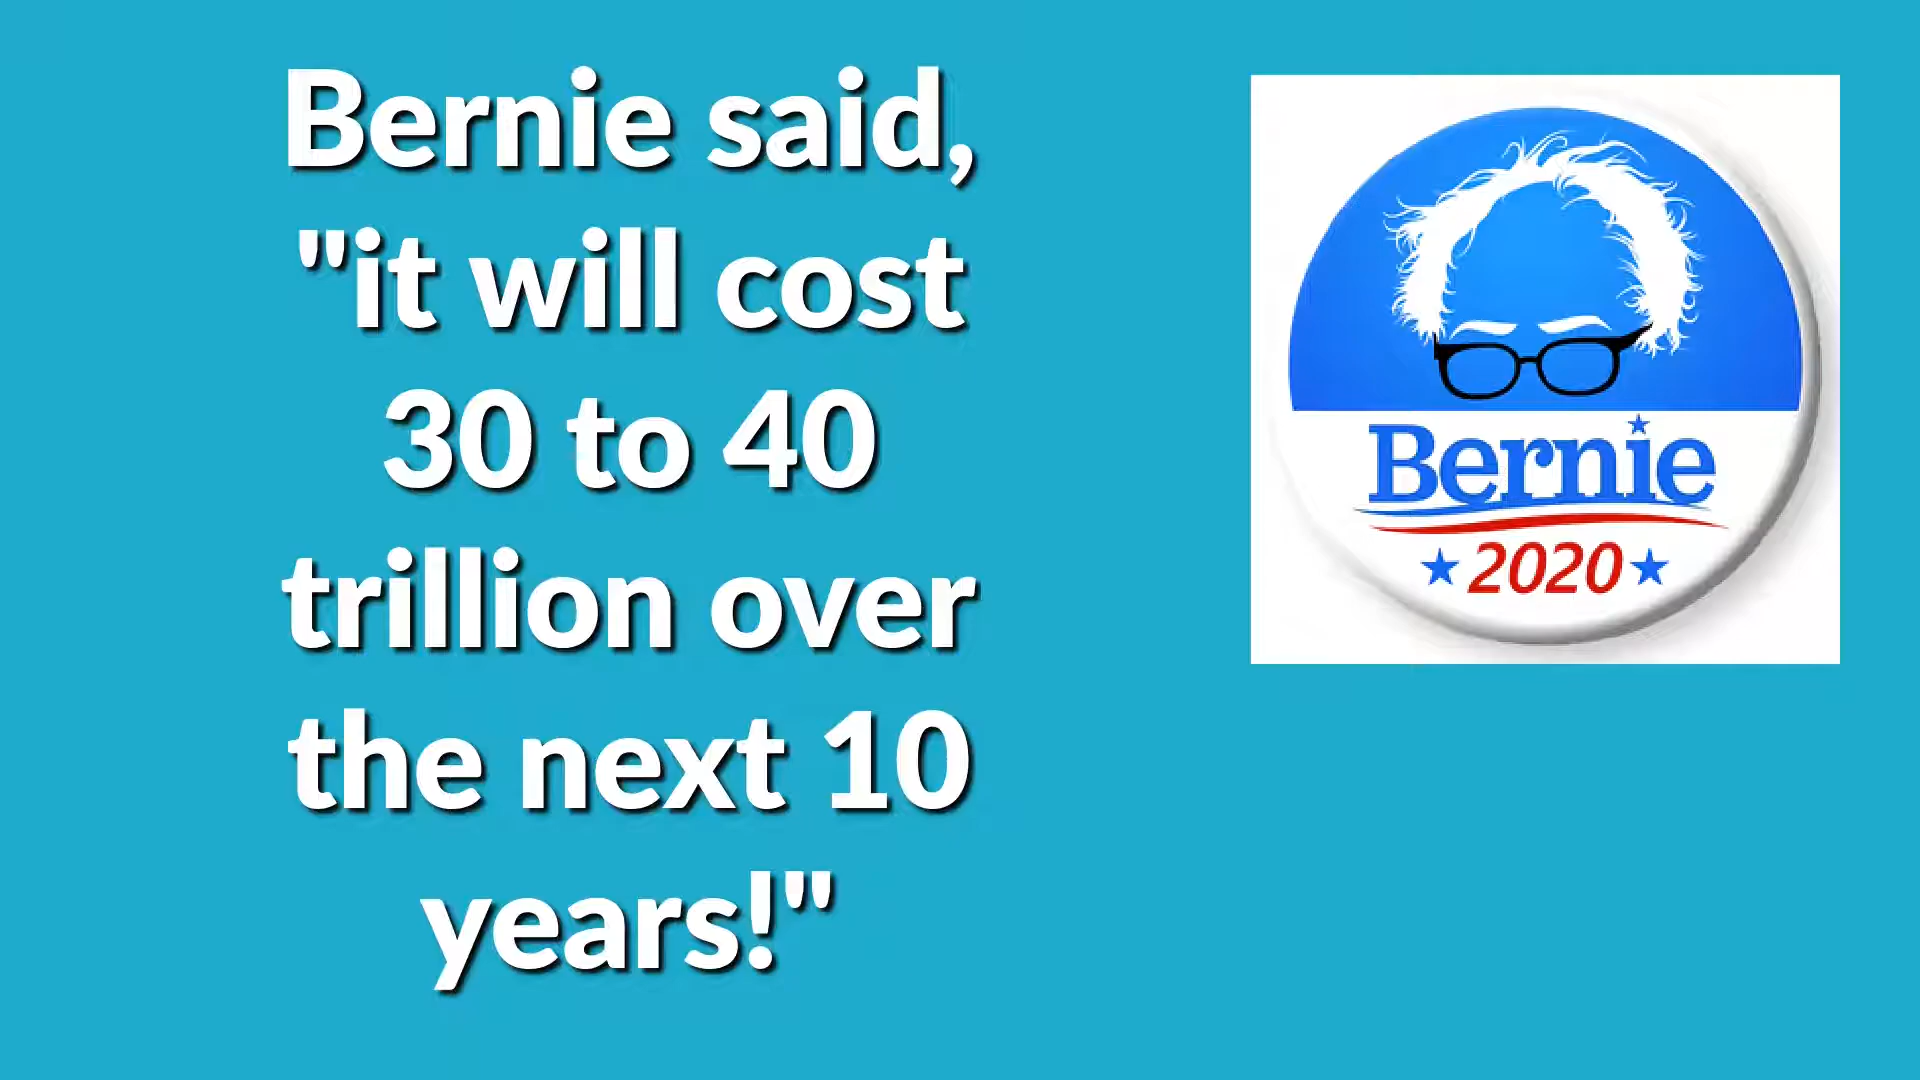 Bernie said,
"it will cost
30 to 40
trillion over
the next 10
years!"
Bernie
2020